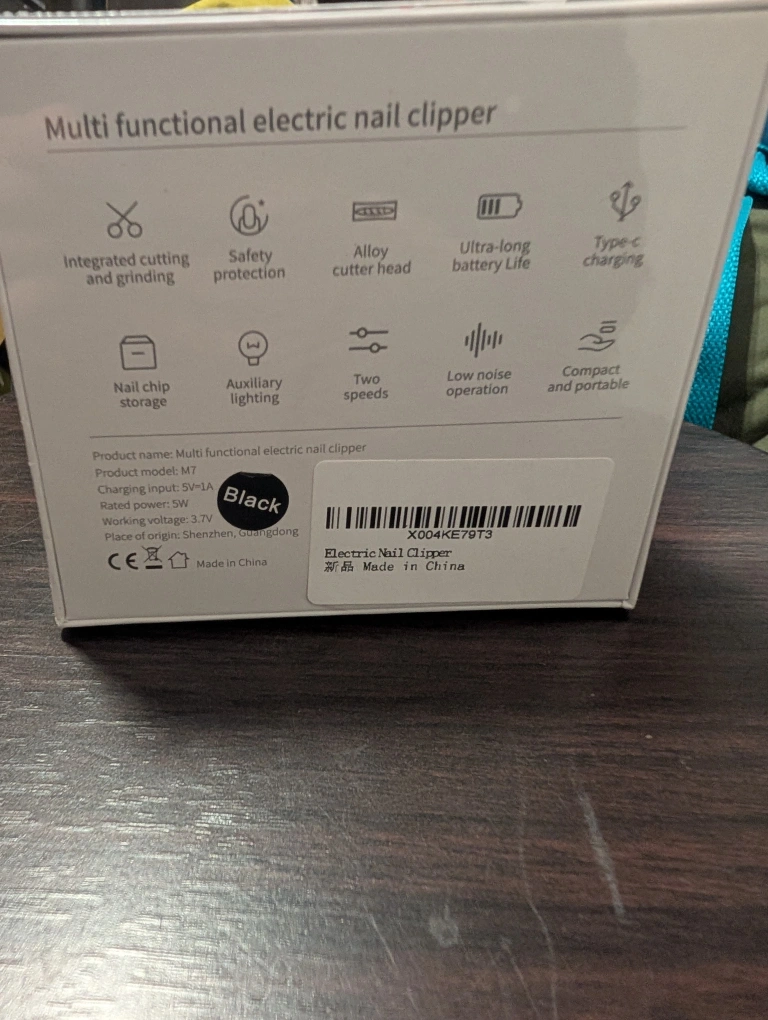 Multi functional electric nail clipper
Integrated cutting
and grinding
Safety
protection
Alloy
cutter head
Ultra-long
battery Life
Type-c
charging
Nail chip
storage
Auxiliary
lighting
Two
speeds
Low noise
operation
Compact
and portable
Product name: Multi functional electric nail clipper
Product model: M7
Charging input: 5V=1A
Rated power: 5W
Working voltage: 3.7V
Place of origin: Shenzhen, Guangdong
CE
Made in China
Black
X004KE79T3
Electric Nail Clipper
新品 Made in China